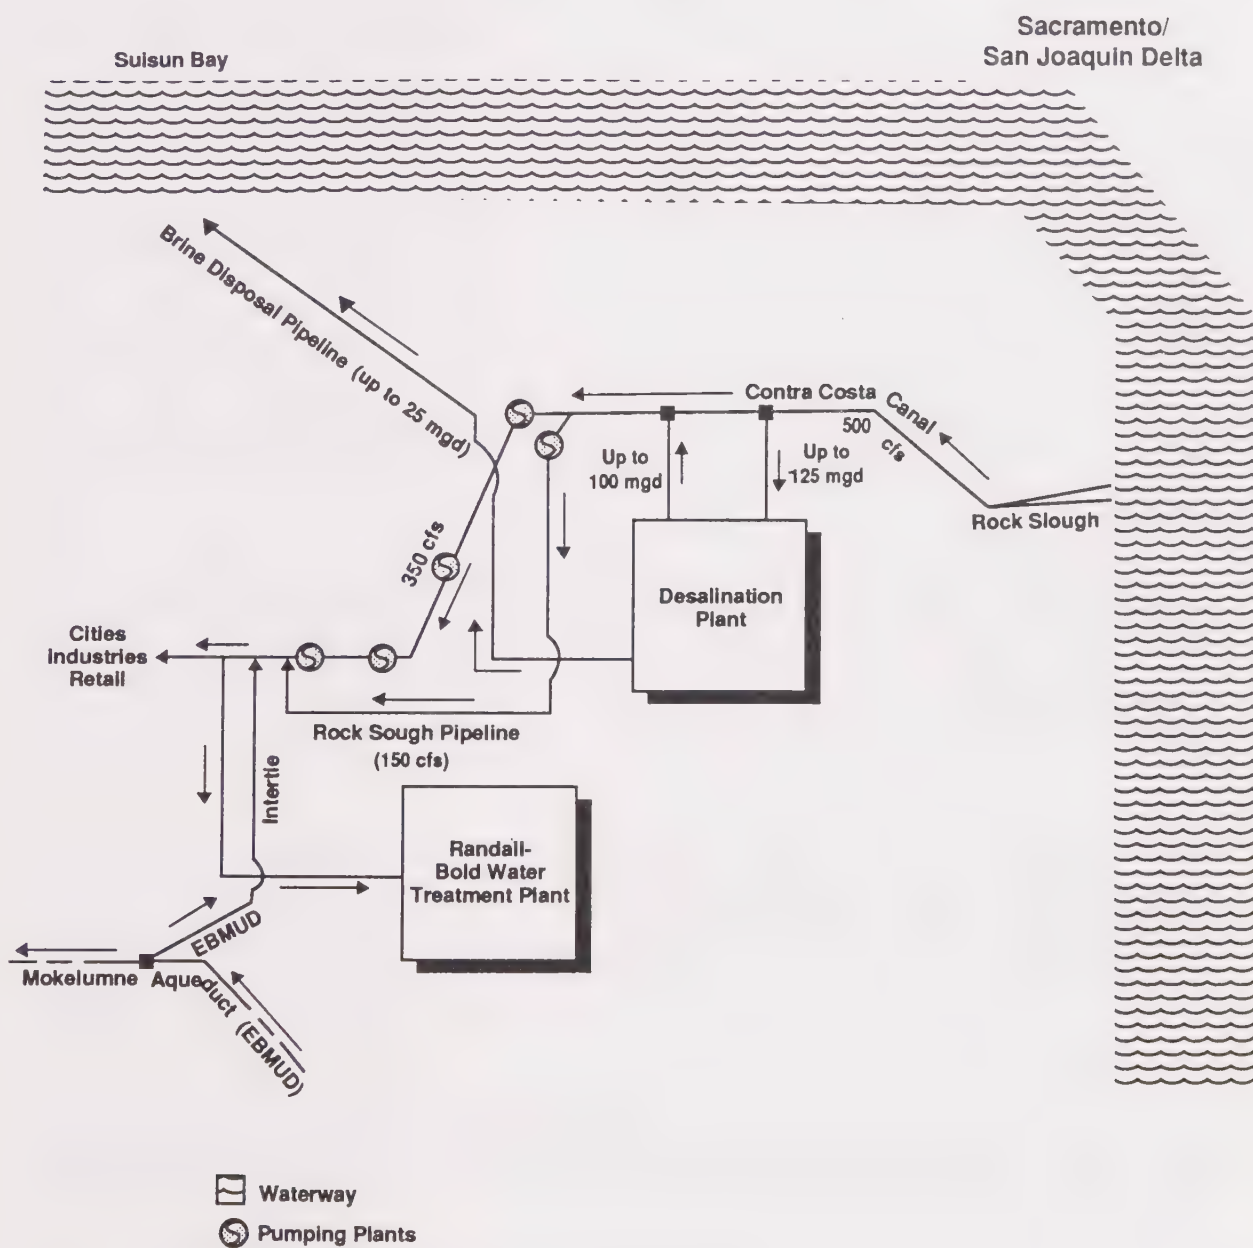 Suisun Bay
Sacramento/
San Joaquin Delta
Brine Disposal Pipeline (up to 25 mgd)
Contra Costa Canal
500 cfs
Up to
100 mgd
Up to
125 mgd
Rock Slough
350 cfs
Desalination
Plant
Cities
industries
Retail
Rock Sough Pipeline
(150 cfs)
Intertie
Randall-
Bold Water
Treatment Plant
EBMUD
Mokelumne Aqueduct (EBMUD)
Waterway
Pumping Plants